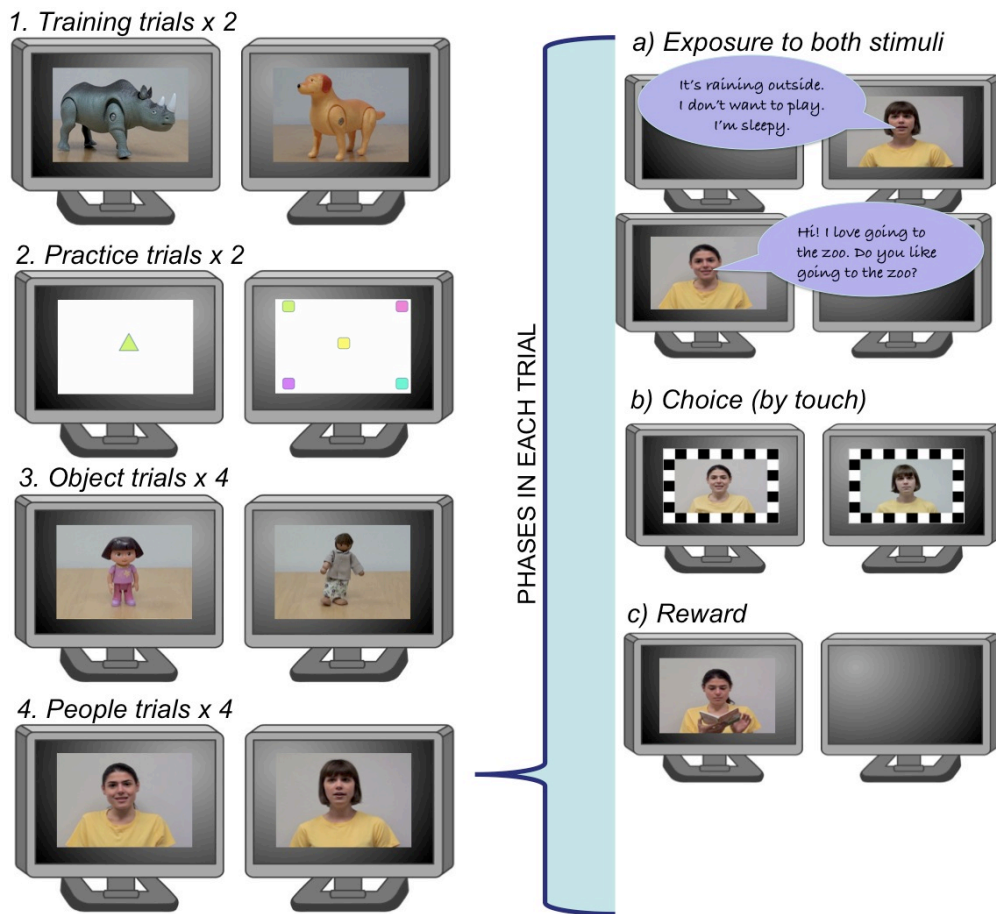 1. Training trials x 2
2. Practice trials x 2
3. Object trials x 4
4. People trials x 4
PHASES IN EACH TRIAL
a) Exposure to both stimuli
It's raining outside.
I don't want to play.
I'm sleepy.
Hi! I love going to
the zoo. Do you like
going to the zoo?
b) Choice (by touch)
c) Reward